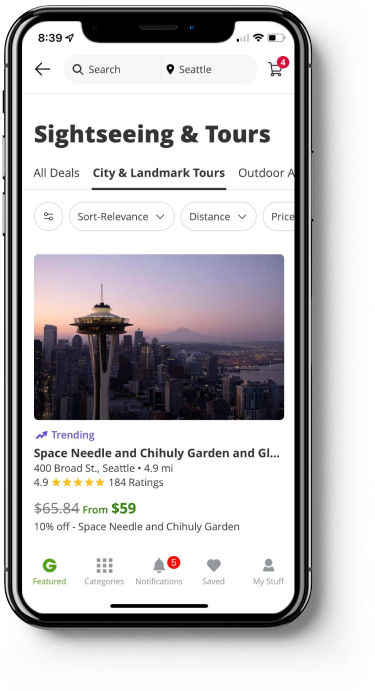 8:39
4
Search
Seattle
Sightseeing & Tours
All Deals City & Landmark Tours Outdoor A
Sort-Relevance Distance Price
Trending
Space Needle and Chihuly Garden and Gl...
400 Broad St., Seattle • 4.9 mi
4.9 ★★★★★ 184 Ratings
$65.84 From $59
10% off - Space Needle and Chihuly Garden
G 5
Featured Categories Notifications Saved My Stuff